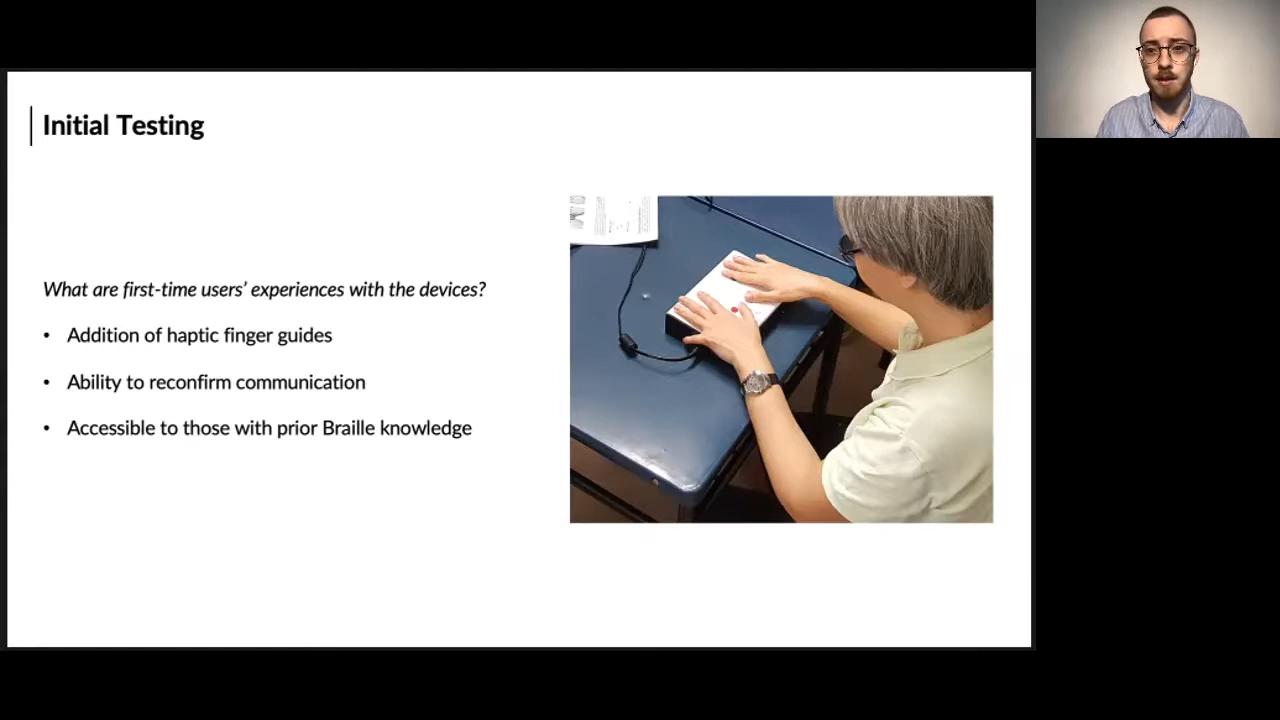 Initial Testing
What are first-time users’ experiences with the devices?
• Addition of haptic finger guides
• Ability to reconfirm communication
• Accessible to those with prior Braille knowledge